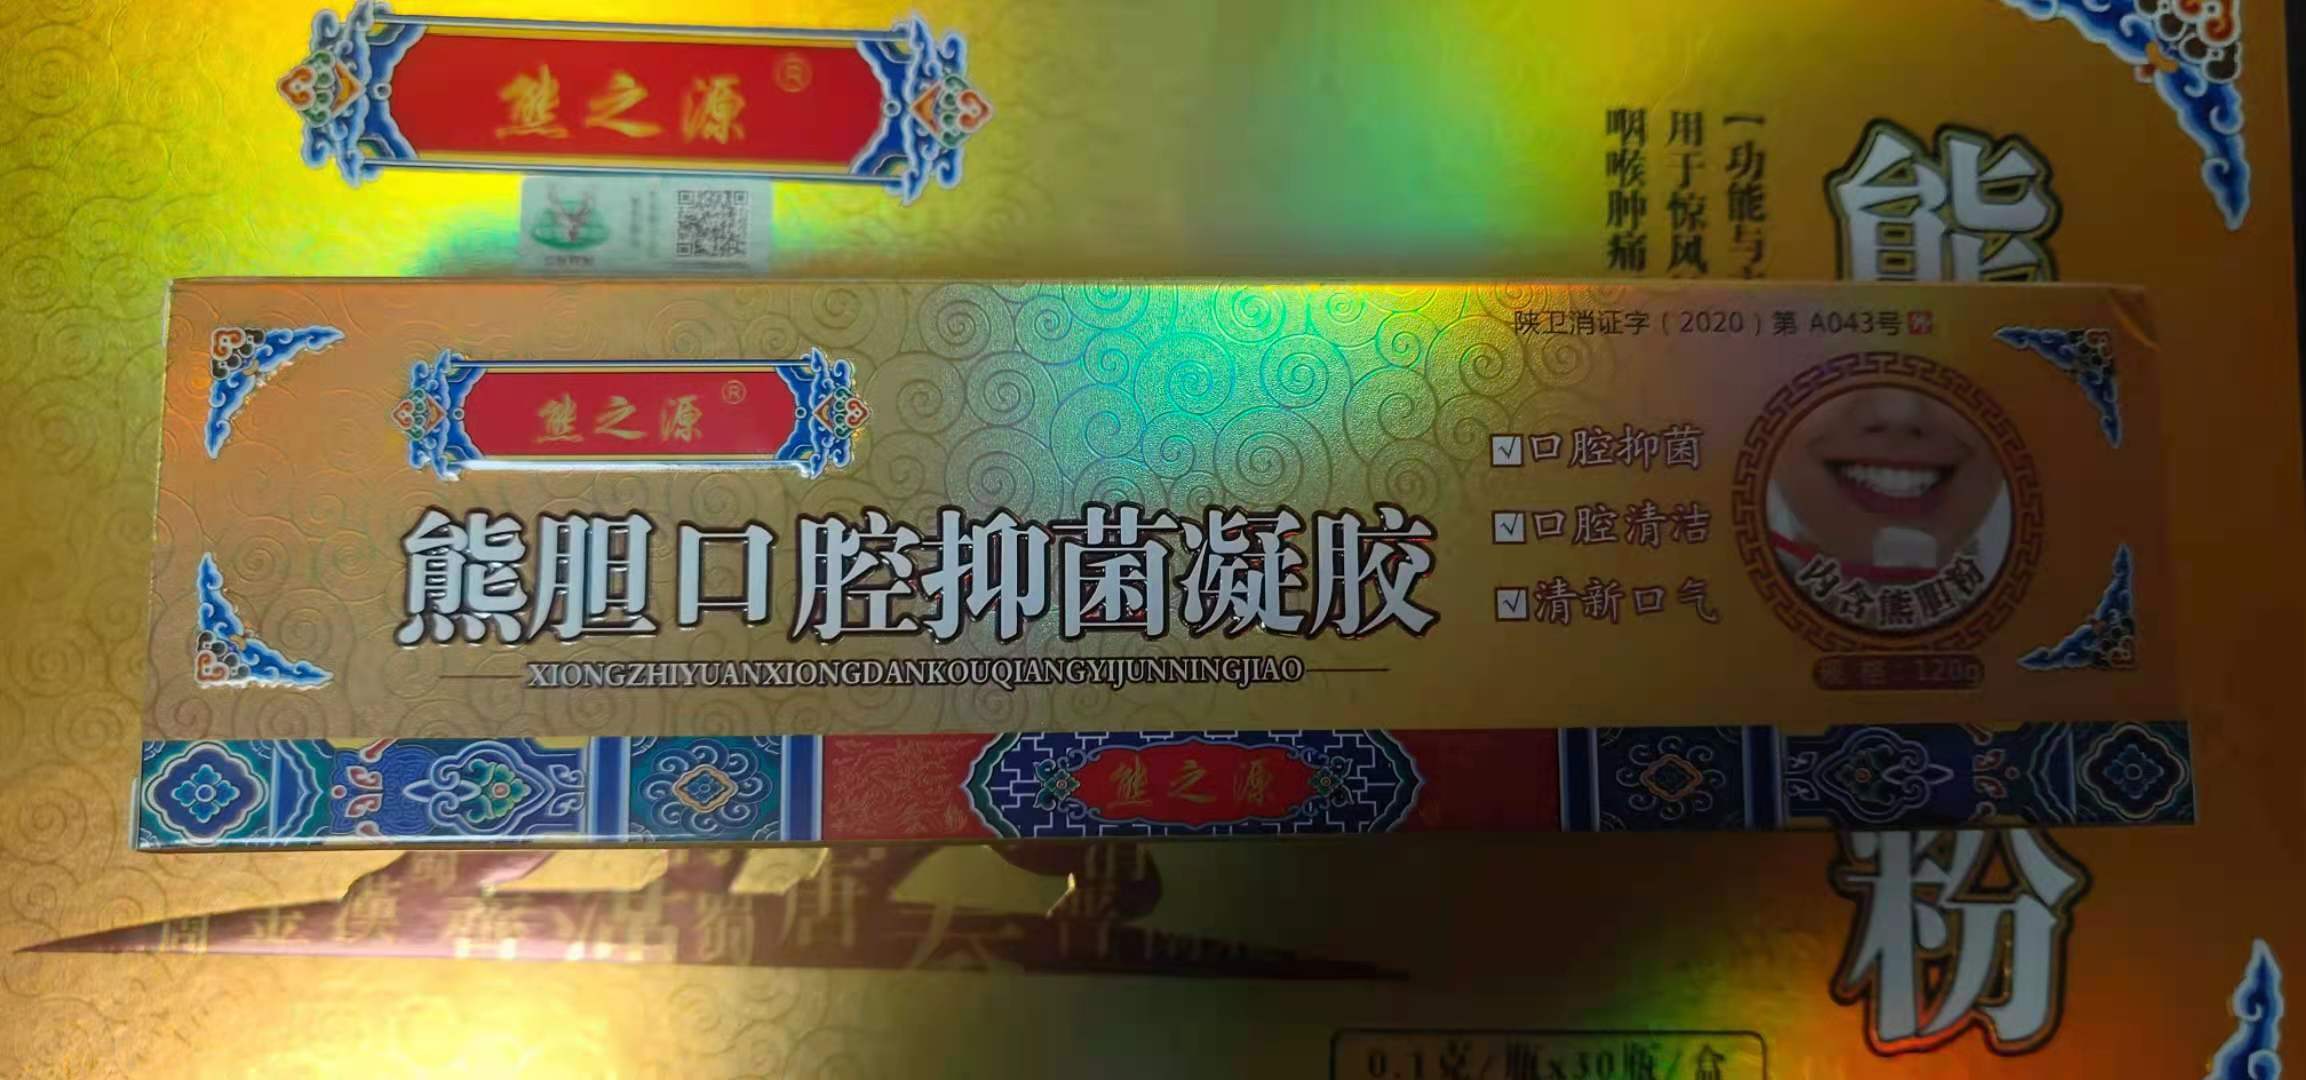 熊之源®
【功能与
用于惊风
咽喉肿痛
熊
陕卫消证字（2020）第 A043号
熊之源®
口腔抑菌
口腔清洁
清新口气
熊胆口腔抑菌凝胶
XIONGZHIYUANXIONGDANKOUQIANGYIJUNNINGJIAO
内含熊胆粉
规 格：120g
熊之源
粉
0.1克/瓶x30瓶/盒